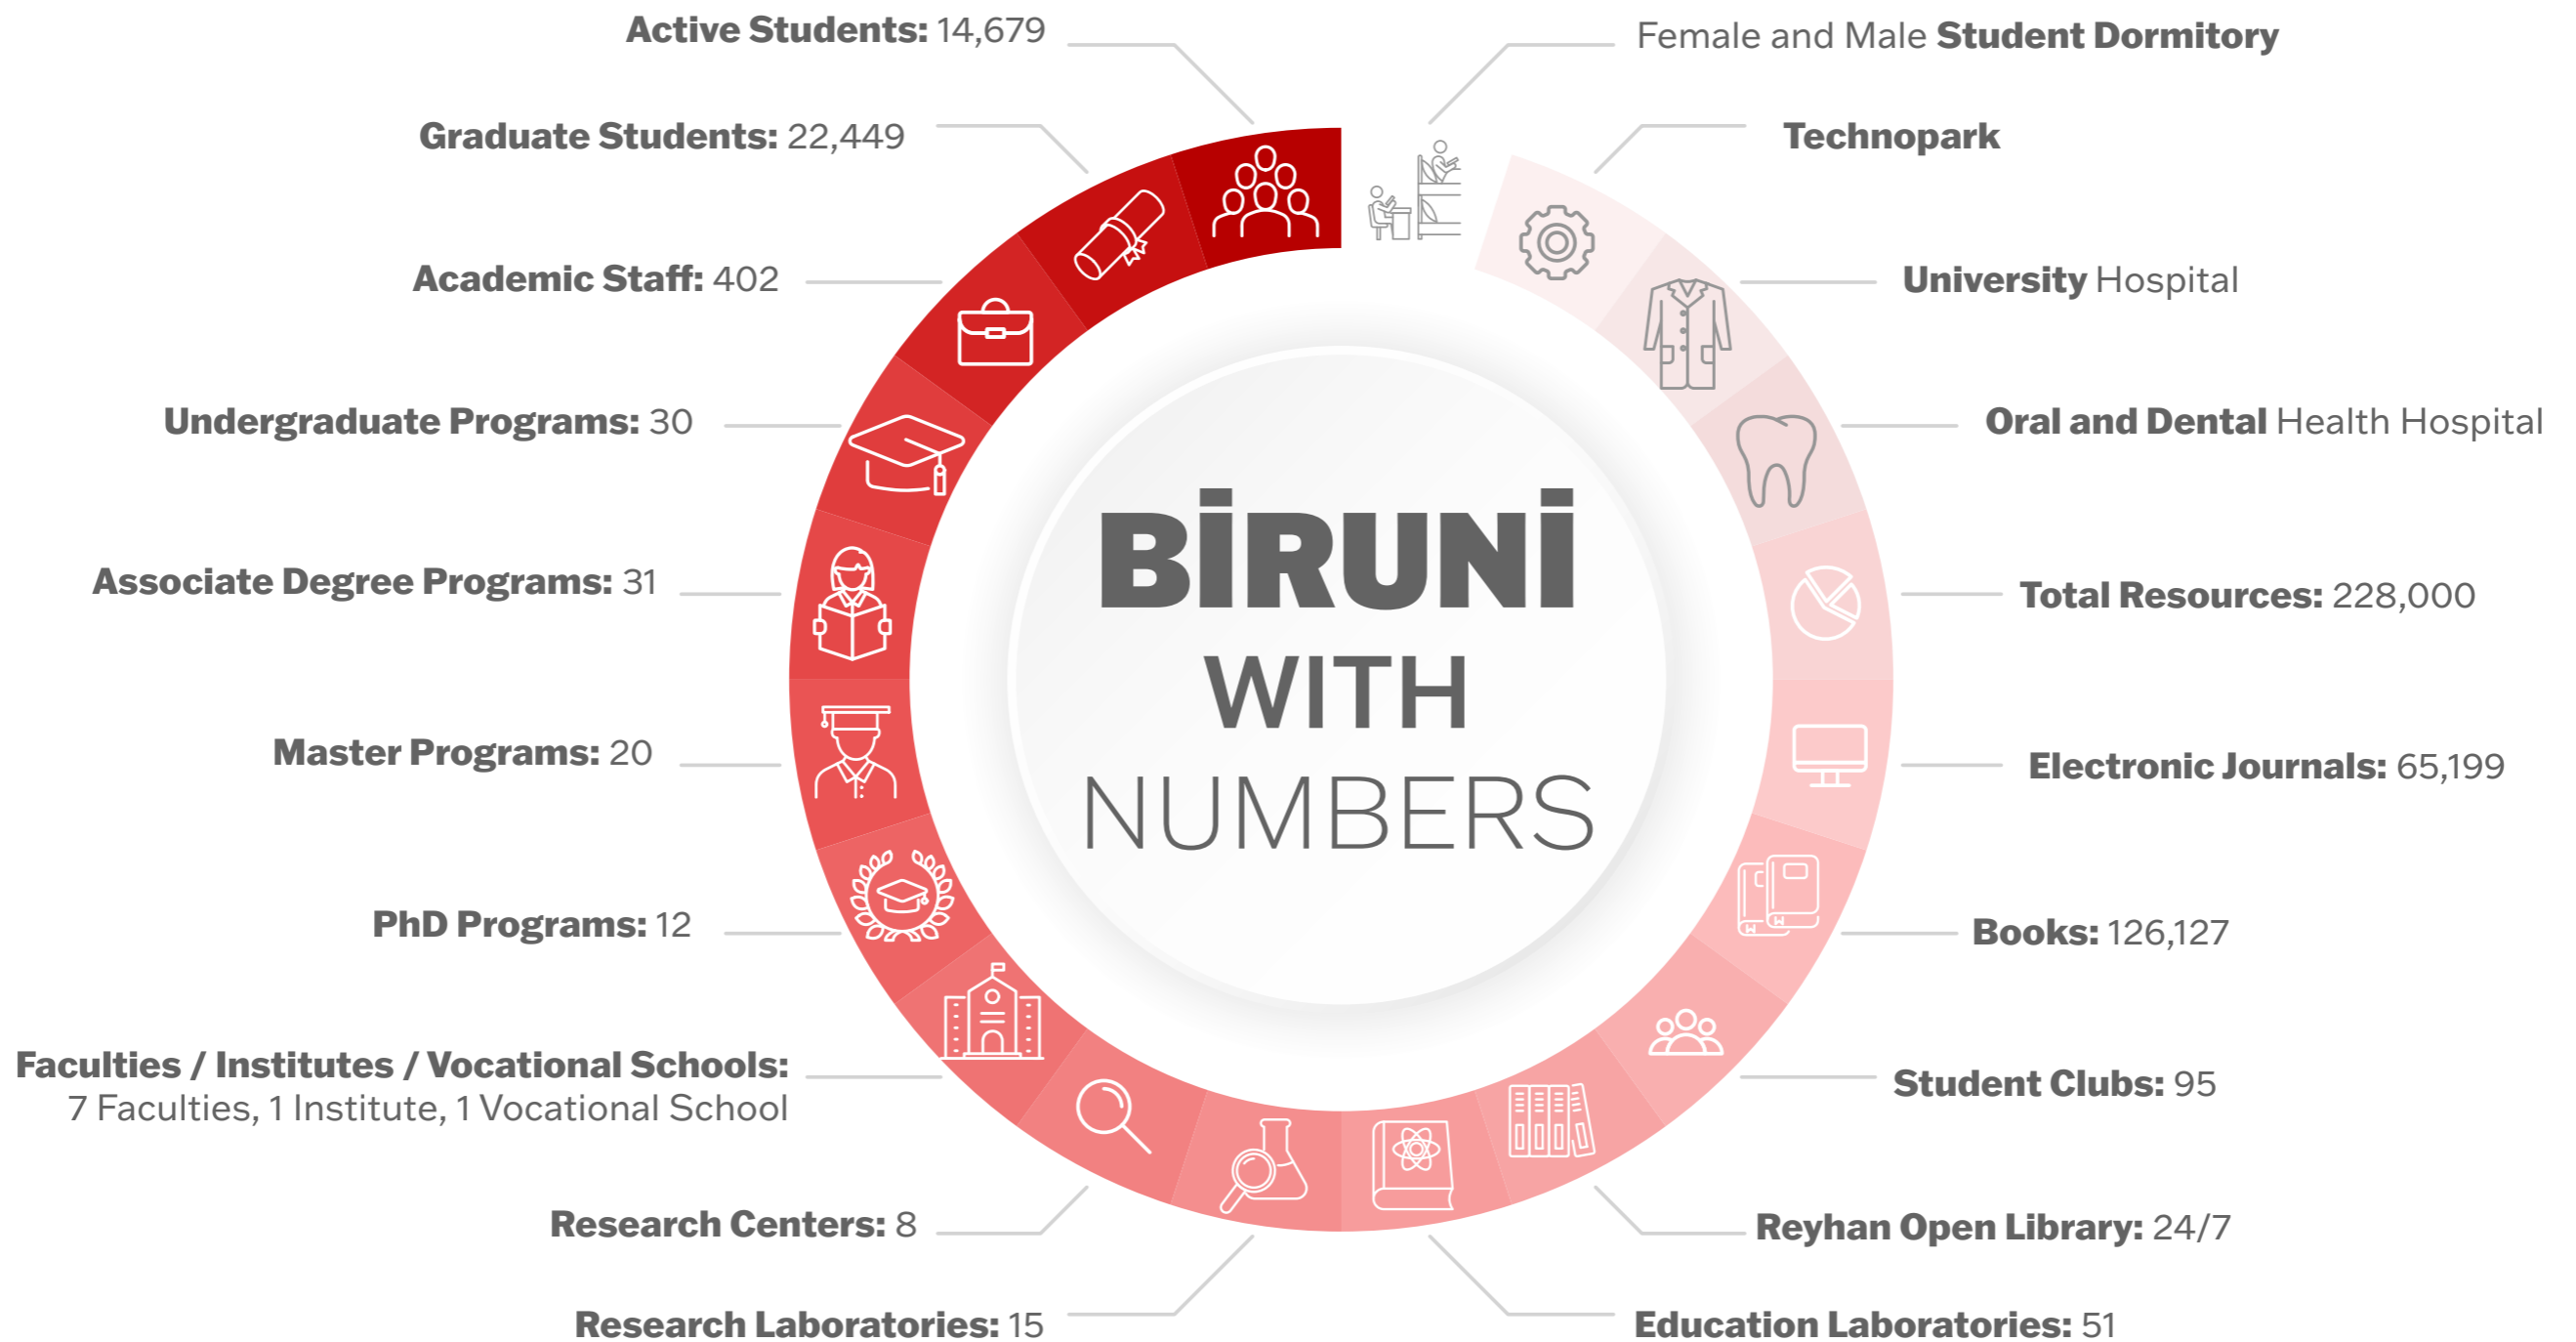 Active Students: 14,679
Graduate Students: 22,449
Academic Staff: 402
Undergraduate Programs: 30
Associate Degree Programs: 31
Master Programs: 20
PhD Programs: 12
Faculties / Institutes / Vocational Schools:
7 Faculties, 1 Institute, 1 Vocational School
Research Centers: 8
Research Laboratories: 15
BİRUNİ
WITH
NUMBERS
Female and Male Student Dormitory
Technopark
University Hospital
Oral and Dental Health Hospital
Total Resources: 228,000
Electronic Journals: 65,199
Books: 126,127
Student Clubs: 95
Reyhan Open Library: 24/7
Education Laboratories: 51